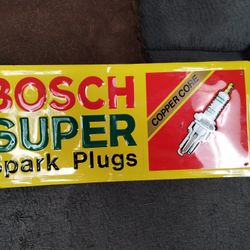 BOSCH
SUPER
Spark Plugs
COPPER CORE